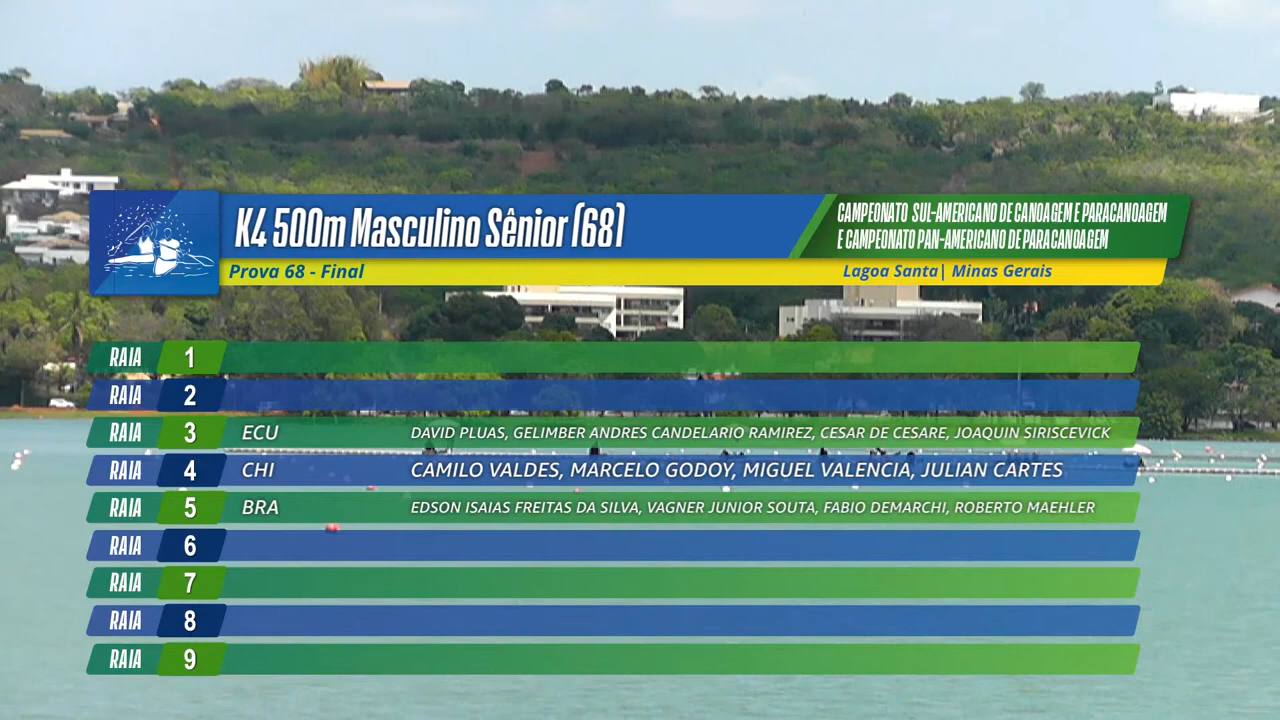 K4 500m Masculino Sênior (68)
CAMPEONATO SUL-AMERICANO DE CANOAGEM E PARACANOAGEM
E CAMPEONATO PAN-AMERICANO DE PARACANOAGEM
Prova 68 - Final
Lagoa Santa| Minas Gerais
RAIA 1
RAIA 2
RAIA 3 ECU DAVID PLUAS, GELIMBER ANDRES CANDELARIO RAMIREZ, CESAR DE CESARE, JOAQUIN SIRISCEVICK
RAIA 4 CHI CAMILO VALDES, MARCELO GODOY, MIGUEL VALENCIA, JULIAN CARTES
RAIA 5 BRA EDSON ISAIAS FREITAS DA SILVA, VAGNER JUNIOR SOUTA, FABIO DEMARCHI, ROBERTO MAEHLER
RAIA 6
RAIA 7
RAIA 8
RAIA 9